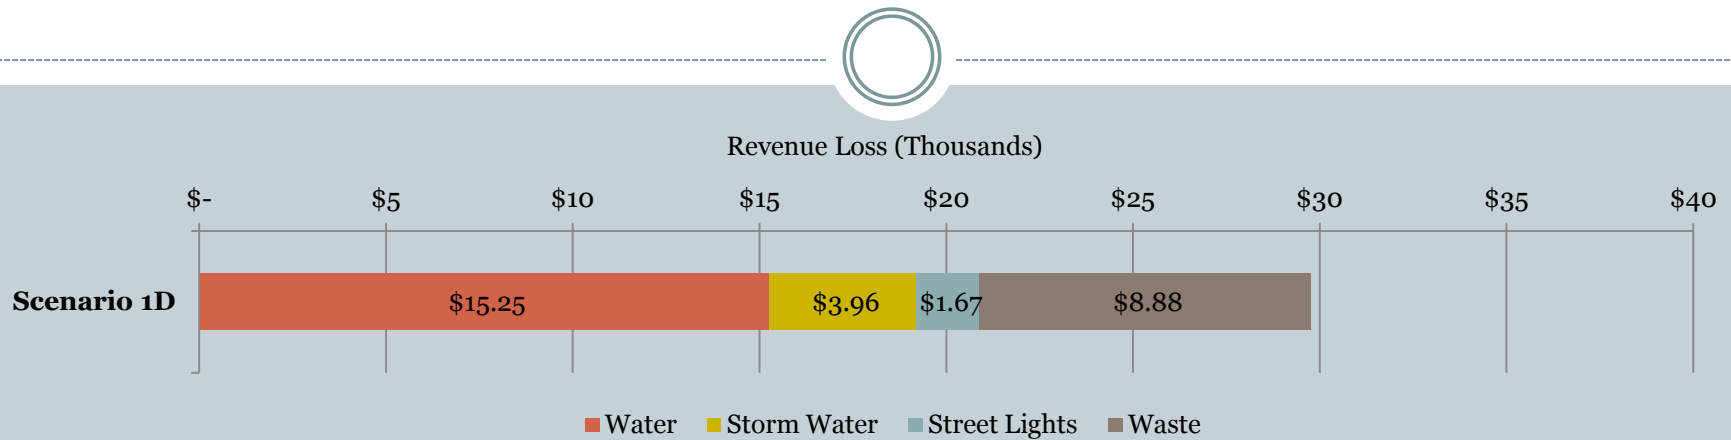 Revenue Loss (Thousands)
$- $5 $10 $15 $20 $25 $30 $35 $40
Scenario 1D $15.25 $3.96 $1.67 $8.88
Water Storm Water Street Lights Waste